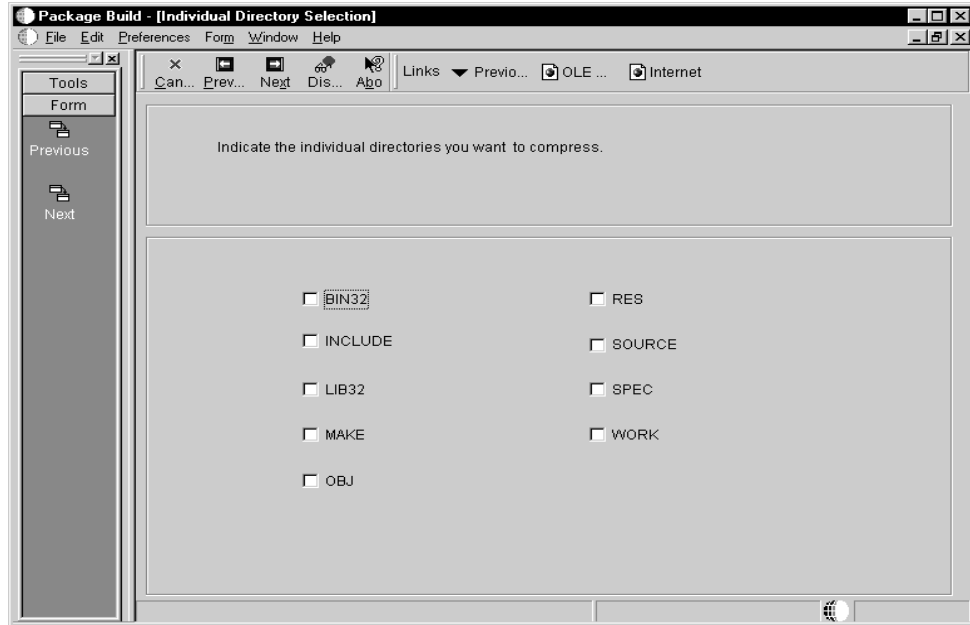 Package Build - [Individual Directory Selection]
File Edit Preferences Form Window Help
Can... Prev... Next Dis... Abo Links Previo... OLE ... Internet
Tools
Form
Previous
Next
Indicate the individual directories you want to compress.
BIN32 RES
INCLUDE SOURCE
LIB32 SPEC
MAKE WORK
OBJ